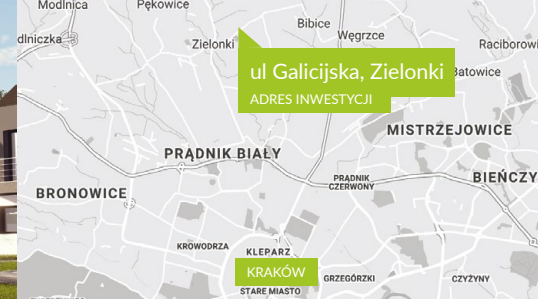 Modlnica
Pękowice
Bibice
Węgrzce
Zielonki
Raciborowi
dlniczka
ul Galicijska, Zielonki
Batowice
ADRES INWESTYCJI
MISTRZEJOWICE
PRĄDNIK BIAŁY
PRĄDNIK
CZERWONY
BIEŃCZY
BRONOWICE
KROWODRZA
KLEPARZ
KRAKÓW
GRZEGÓRZKI
CZYŻYNY
STARE MIASTO